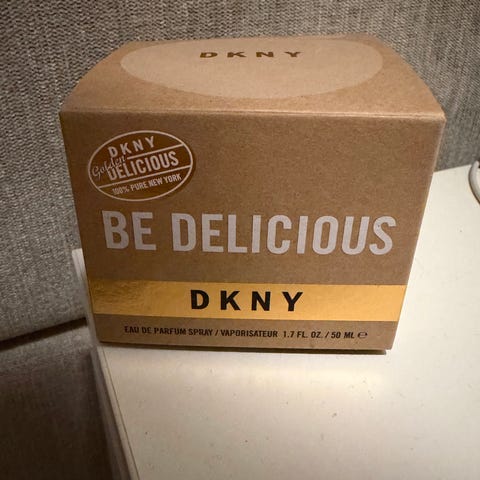 DKNY
DKNY
Golden
DELICIOUS
100% PURE NEW YORK
BE DELICIOUS
DKNY
EAU DE PARFUM SPRAY / VAPORISATEUR 1.7 FL. OZ. / 50 ML ℮